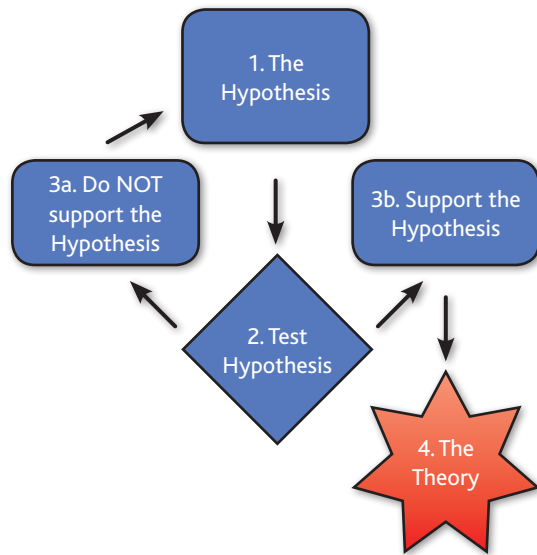 1. The
Hypothesis
3a. Do NOT
support the
Hypothesis
3b. Support the
Hypothesis
2. Test
Hypothesis
4. The
Theory